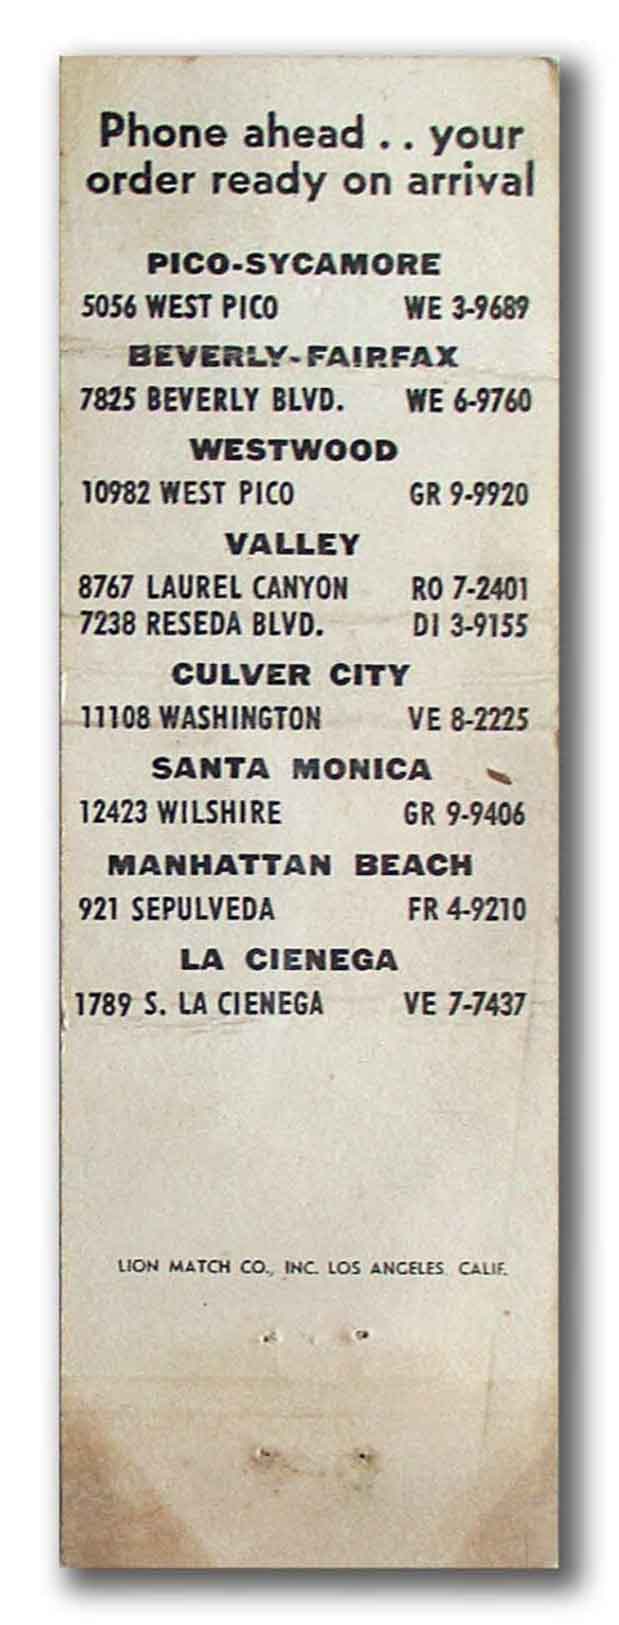 Phone ahead . . your
order ready on arrival
PICO-SYCAMORE
5056 WEST PICO WE 3-9689
BEVERLY-FAIRFAX
7825 BEVERLY BLVD. WE 6-9760
WESTWOOD
10982 WEST PICO GR 9-9920
VALLEY
8767 LAUREL CANYON RO 7-2401
7238 RESEDA BLVD. DI 3-9155
CULVER CITY
11108 WASHINGTON VE 8-2225
SANTA MONICA
12423 WILSHIRE GR 9-9406
MANHATTAN BEACH
921 SEPULVEDA FR 4-9210
LA CIENEGA
1789 S. LA CIENEGA VE 7-7437
LION MATCH CO., INC. LOS ANGELES. CALIF.